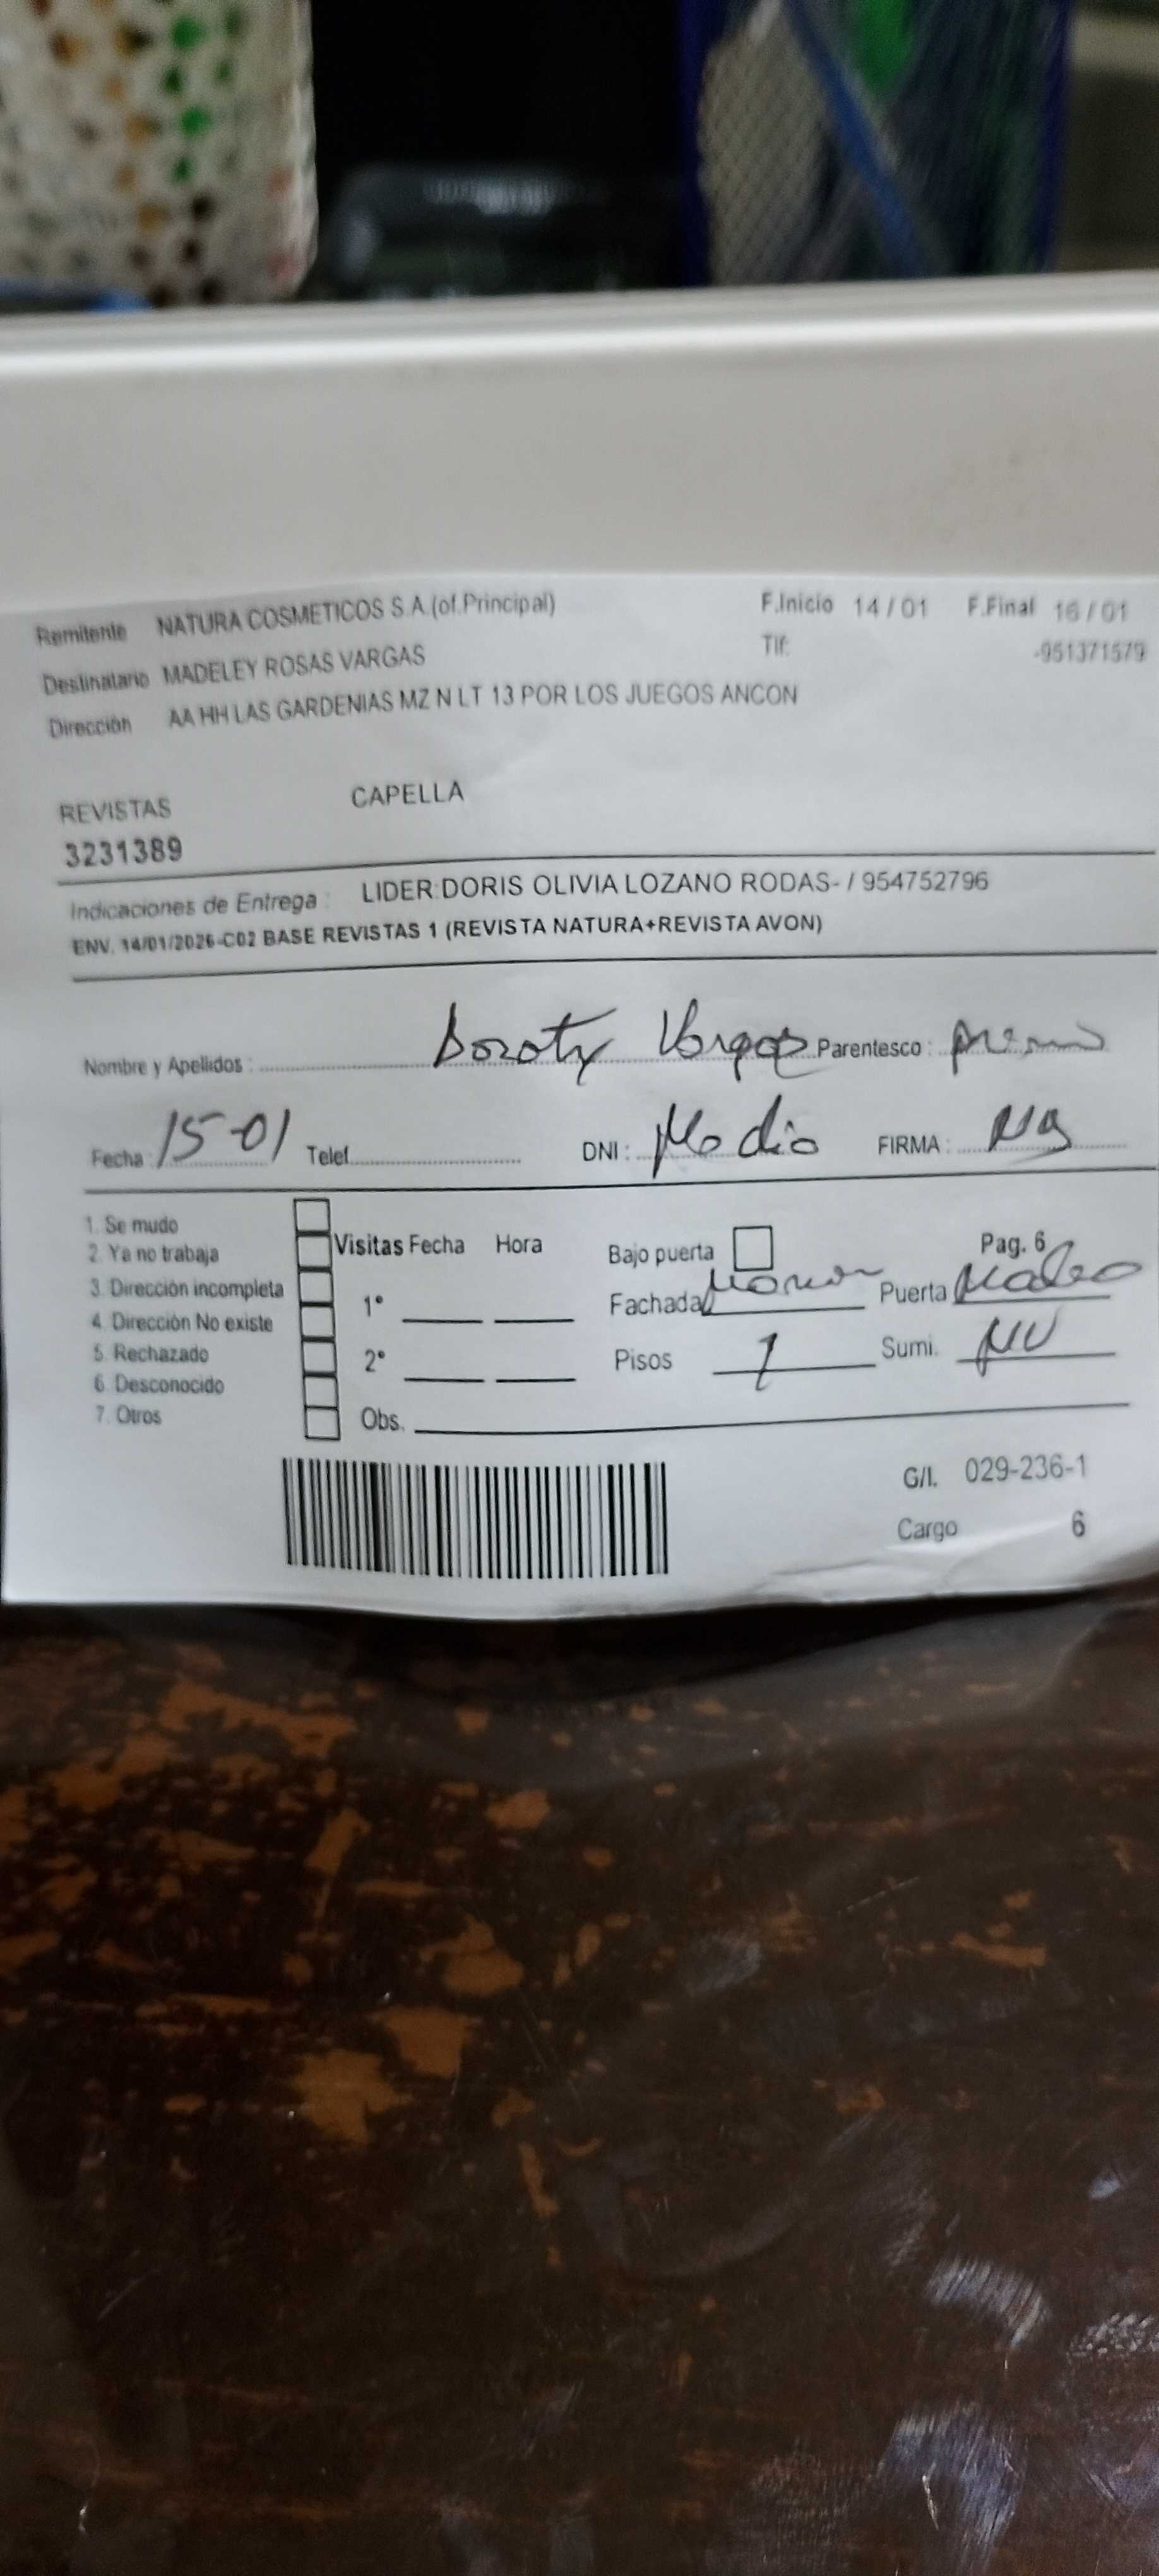 Remitente NATURA COSMETICOS S.A.(of.Principal) F.Inicio 14/01 F.Final 16/01
Destinatario MADELEY ROSAS VARGAS Tlf: -951371579
Dirección AA HH LAS GARDENIAS MZ N LT 13 POR LOS JUEGOS ANCON
REVISTAS CAPELLA
3231389
Indicaciones de Entrega : LIDER:DORIS OLIVIA LOZANO RODAS- / 954752796
ENV. 14/01/2026-C02 BASE REVISTAS 1 (REVISTA NATURA+REVISTA AVON)
Nombre y Apellidos : Doroty Vargas Parentesco :
Fecha : 15-01 Telef. DNI : No dio FIRMA :
1. Se mudo
2. Ya no trabaja Visitas Fecha Hora Bajo puerta Pag. 6
3. Dirección incompleta 1° Fachada Puerta
4. Dirección No existe
5. Rechazado 2° Pisos 1 Sumi.
6. Desconocido
7. Otros Obs.
G/I. 029-236-1
Cargo 6